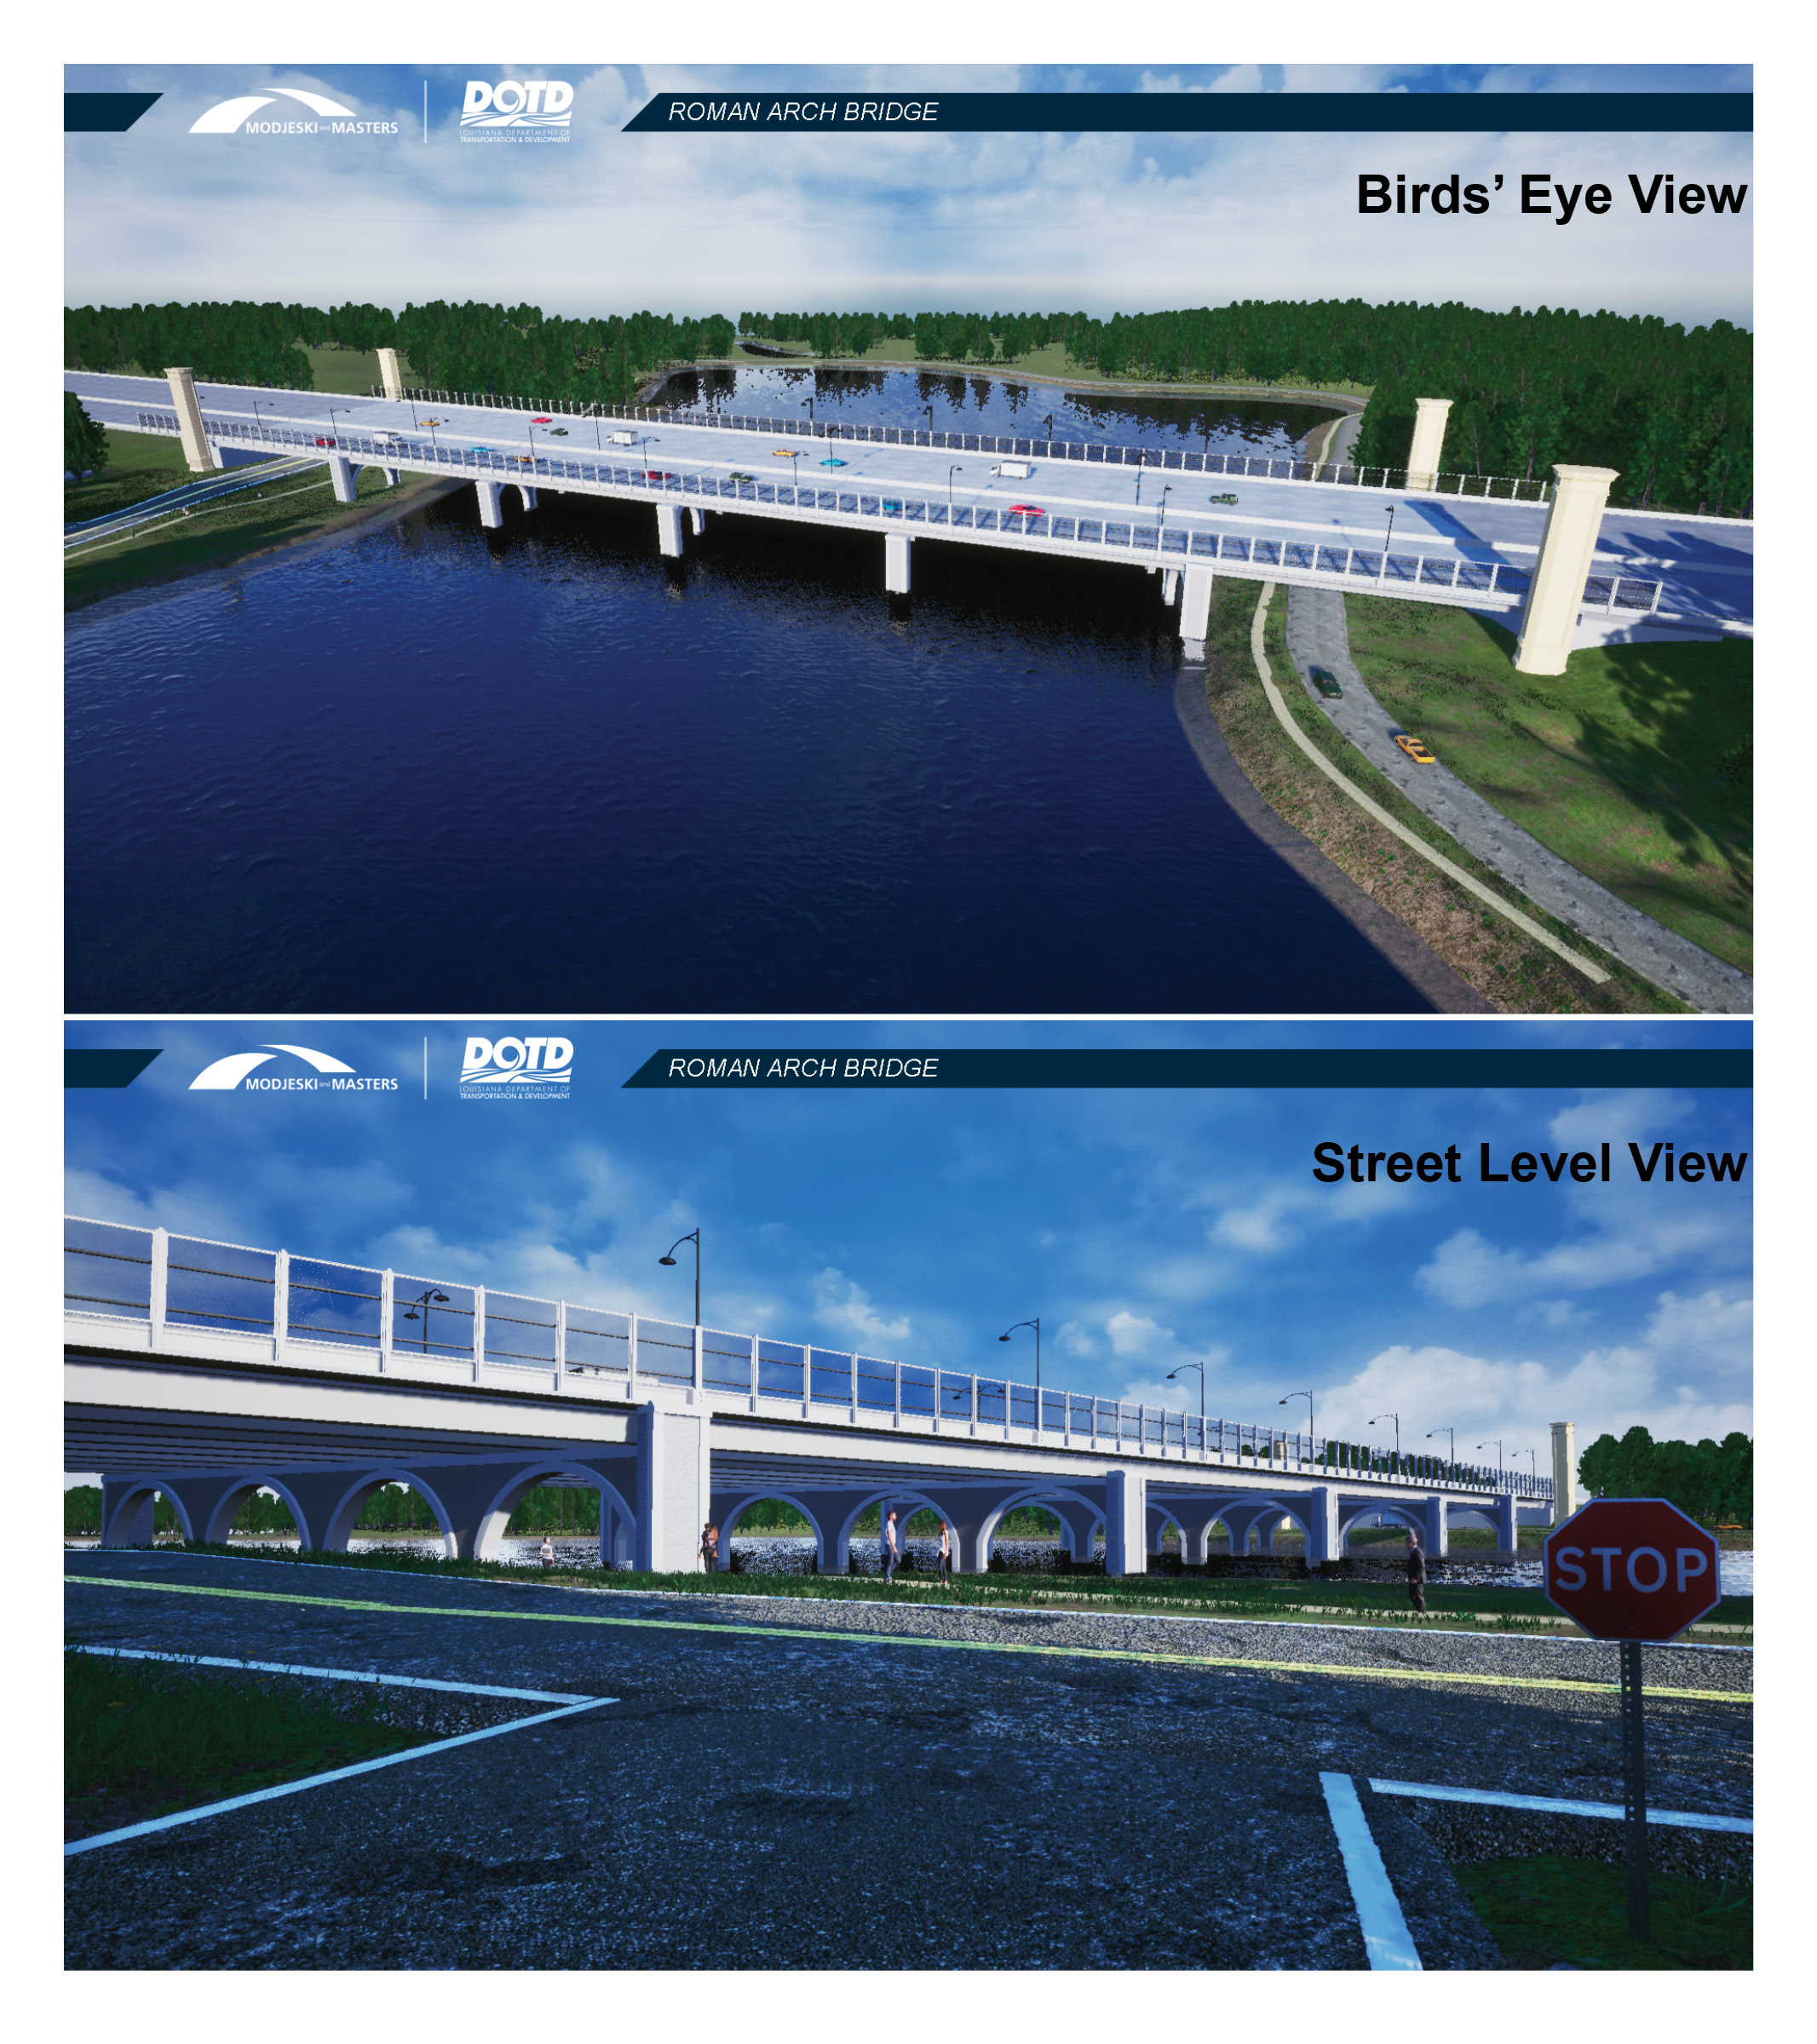 MODJESKI and MASTERS
DOTD
LOUISIANA DEPARTMENT OF
TRANSPORTATION & DEVELOPMENT
ROMAN ARCH BRIDGE
Birds’ Eye View
MODJESKI and MASTERS
DOTD
LOUISIANA DEPARTMENT OF
TRANSPORTATION & DEVELOPMENT
ROMAN ARCH BRIDGE
Street Level View
STOP